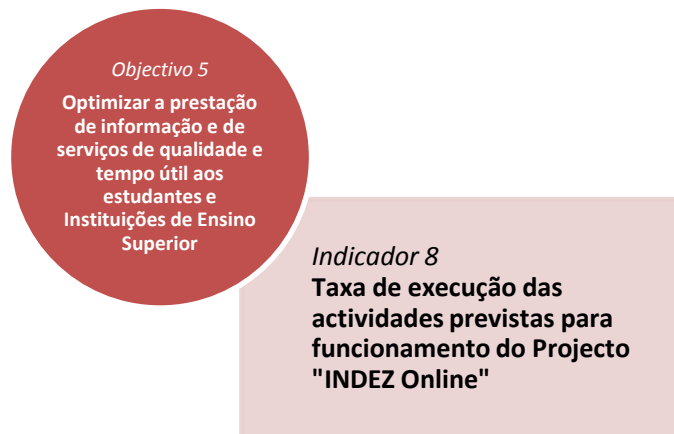 Objectivo 5
Optimizar a prestação
de informação e de
serviços de qualidade e
tempo útil aos
estudantes e
Instituições de Ensino
Superior
Indicador 8
Taxa de execução das
actividades previstas para
funcionamento do Projecto
"INDEZ Online"